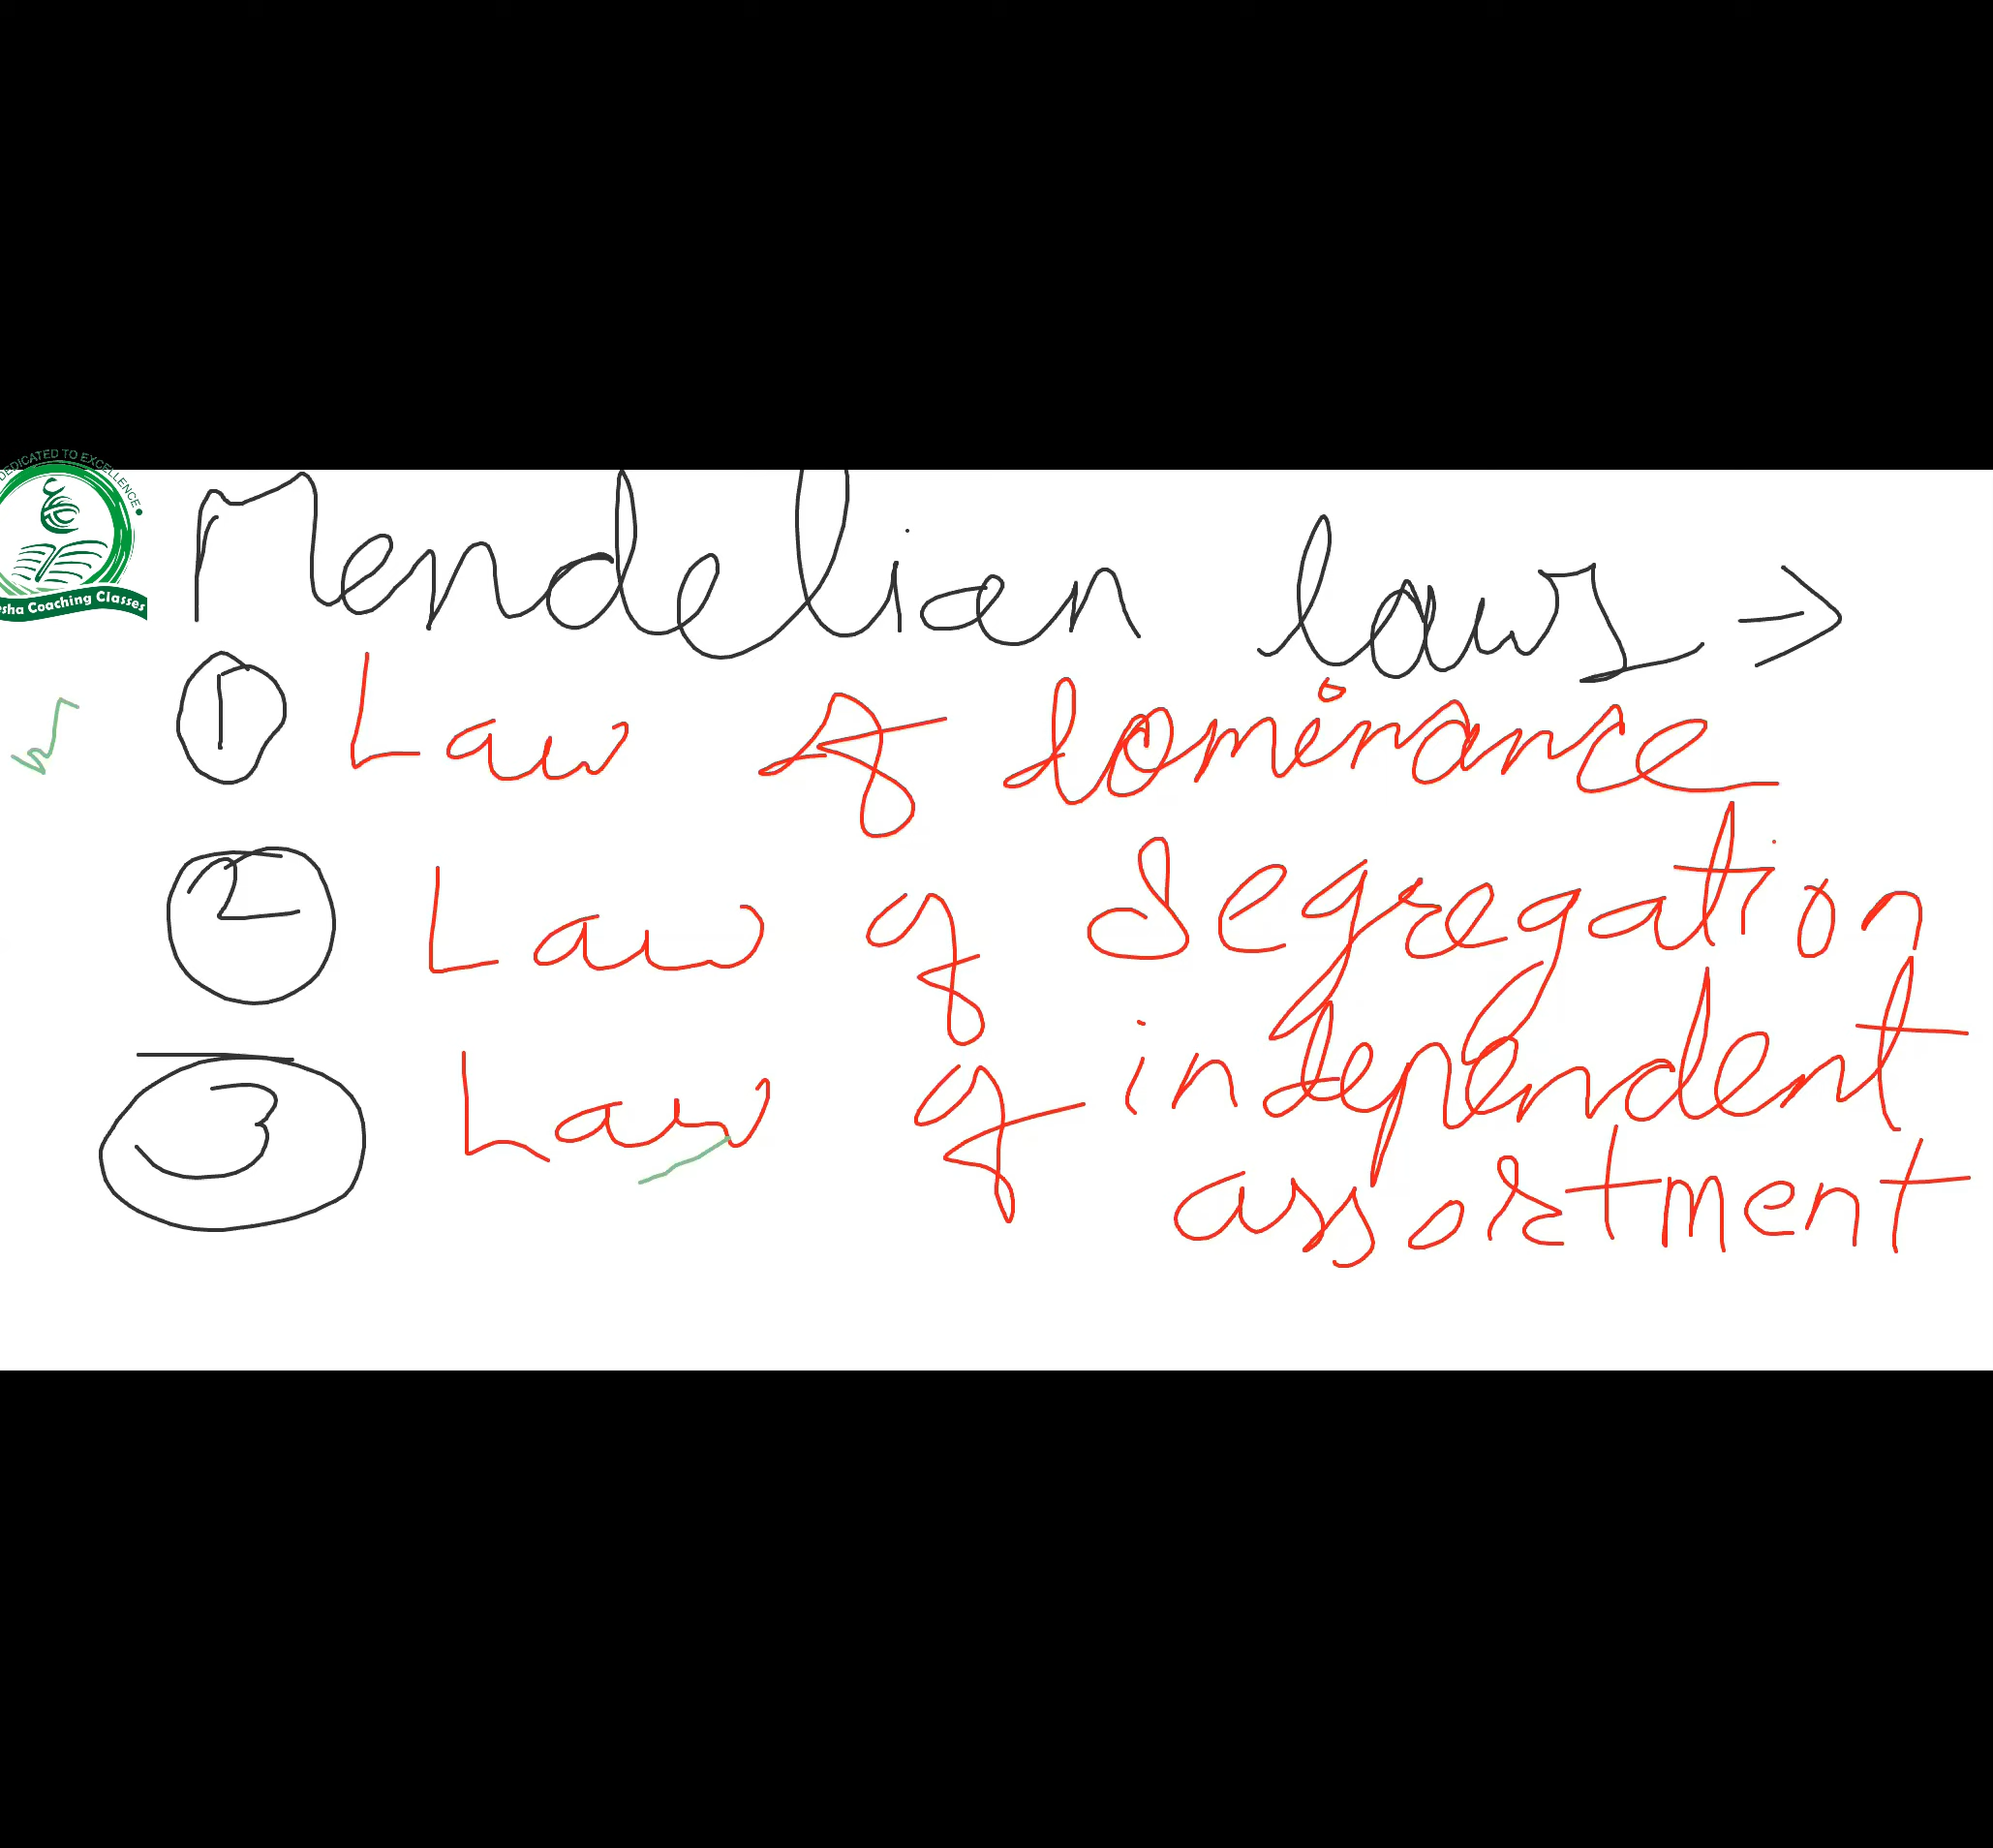 DEDICATED TO EXCELLENCE
sha Coaching Classes
Mendelian laws →
① Law of dominance
② Law of Segregation
③ Law of independent
assortment